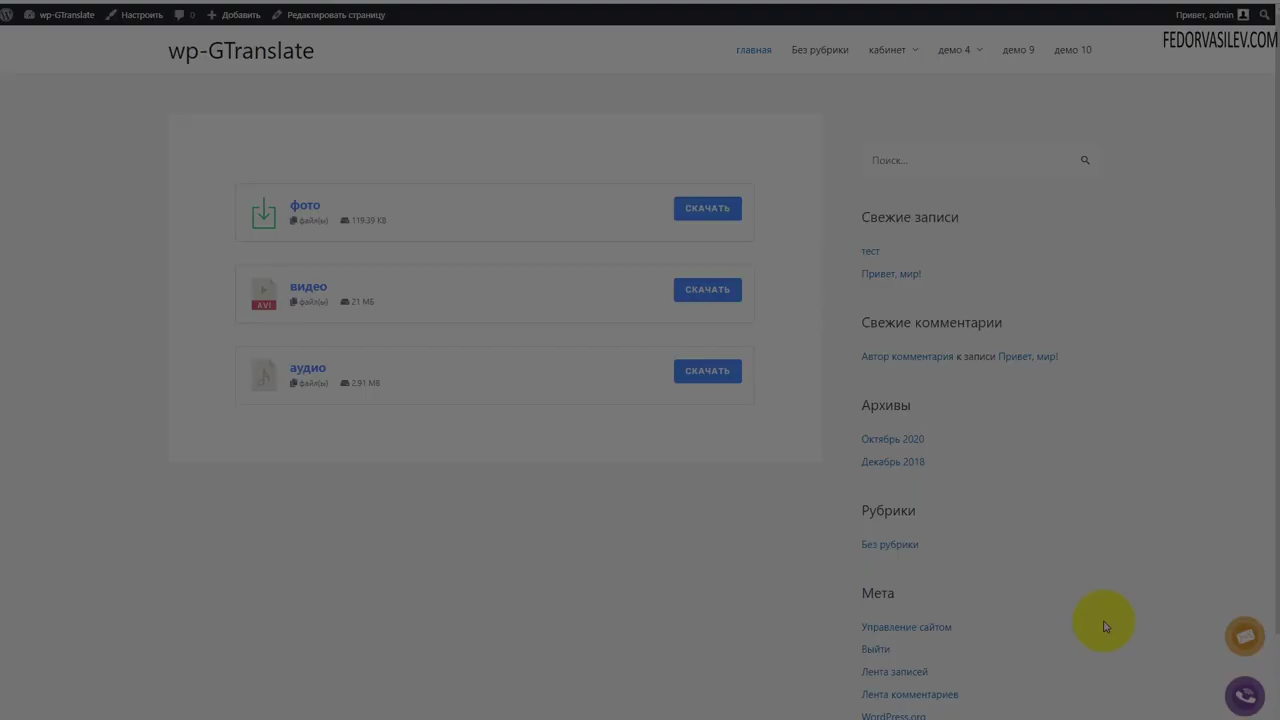 wp-GTranslate Настроить 0 Добавить Редактировать страницу Привет, admin
FEDORVASILEV.COM
wp-GTranslate главная Без рубрики кабинет демо 4 демо 9 демо 10
Поиск...
фото
файл(ы) 119.39 KB
СКАЧАТЬ
видео
файл(ы) 21 МБ
СКАЧАТЬ
AVI
аудио
файл(ы) 2.91 MB
СКАЧАТЬ
Свежие записи
тест
Привет, мир!
Свежие комментарии
Автор комментария к записи Привет, мир!
Архивы
Октябрь 2020
Декабрь 2018
Рубрики
Без рубрики
Мета
Управление сайтом
Выйти
Лента записей
Лента комментариев
WordPress.org